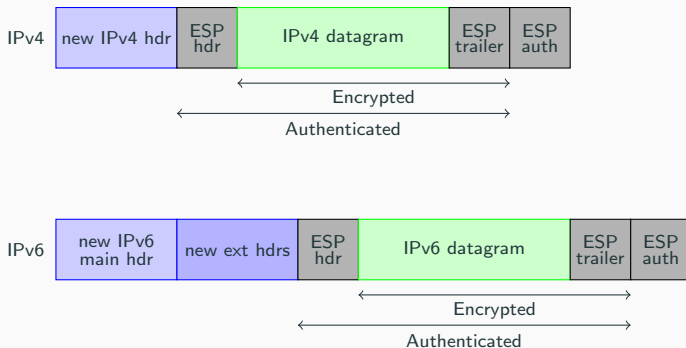 IPv4 new IPv4 hdr ESP hdr IPv4 datagram ESP trailer ESP auth
Encrypted
Authenticated
IPv6 new IPv6 main hdr new ext hdrs ESP hdr IPv6 datagram ESP trailer ESP auth
Encrypted
Authenticated